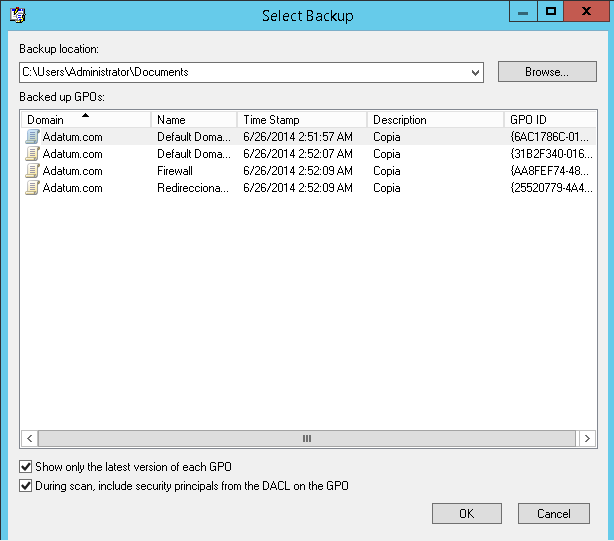 Select Backup
Backup location:
C:\Users\Administrator\Documents
Browse...
Backed up GPOs:
Domain Name Time Stamp Description GPO ID
Adatum.com Default Doma... 6/26/2014 2:51:57 AM Copia {6AC1786C-01...
Adatum.com Default Doma... 6/26/2014 2:52:07 AM Copia {31B2F340-016...
Adatum.com Firewall 6/26/2014 2:52:09 AM Copia {AA8FEF74-48...
Adatum.com Redirecciona... 6/26/2014 2:52:09 AM Copia {25520779-4A4...
Show only the latest version of each GPO
During scan, include security principals from the DACL on the GPO
OK Cancel